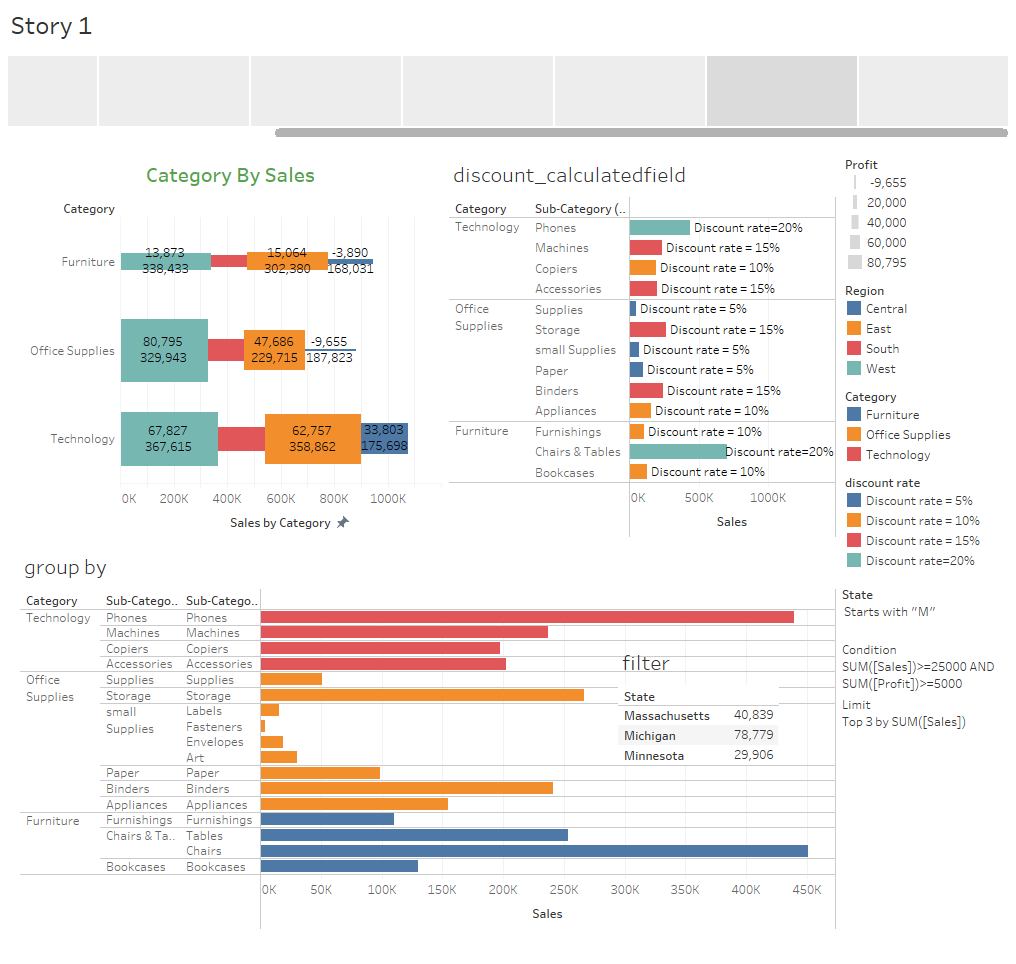 Story 1
Category By Sales
Category
Furniture
13,873
338,433
15,064
302,380
-3,890
168,031
Office Supplies
80,795
329,943
47,686
229,715
-9,655
187,823
Technology
67,827
367,615
62,757
358,862
33,803
175,698
0K 200K 400K 600K 800K 1000K
Sales by Category
discount_calculatedfield
Category Sub-Category (..
Technology Phones Discount rate=20%
Machines Discount rate = 15%
Copiers Discount rate = 10%
Accessories Discount rate = 15%
Office Supplies Supplies Discount rate = 5%
Storage Discount rate = 15%
small Supplies Discount rate = 5%
Paper Discount rate = 5%
Binders Discount rate = 15%
Appliances Discount rate = 10%
Furniture Furnishings Discount rate = 10%
Chairs & Tables Discount rate=20%
Bookcases Discount rate = 10%
0K 500K 1000K
Sales
Profit
-9,655
20,000
40,000
60,000
80,795
Region
Central
East
South
West
Category
Furniture
Office Supplies
Technology
discount rate
Discount rate = 5%
Discount rate = 10%
Discount rate = 15%
Discount rate=20%
group by
Category Sub-Catego.. Sub-Catego..
Technology Phones Phones
Machines Machines
Copiers Copiers
Accessories Accessories
Office Supplies Supplies Supplies
Storage Storage
small Supplies Labels
Fasteners
Envelopes
Art
Paper Paper
Binders Binders
Appliances Appliances
Furniture Furnishings Furnishings
Chairs & Ta.. Tables
Chairs
Bookcases Bookcases
0K 50K 100K 150K 200K 250K 300K 350K 400K 450K
Sales
filter
State
Massachusetts 40,839
Michigan 78,779
Minnesota 29,906
State
Starts with "M"
Condition
SUM([Sales])>=25000 AND
SUM([Profit])>=5000
Limit
Top 3 by SUM([Sales])